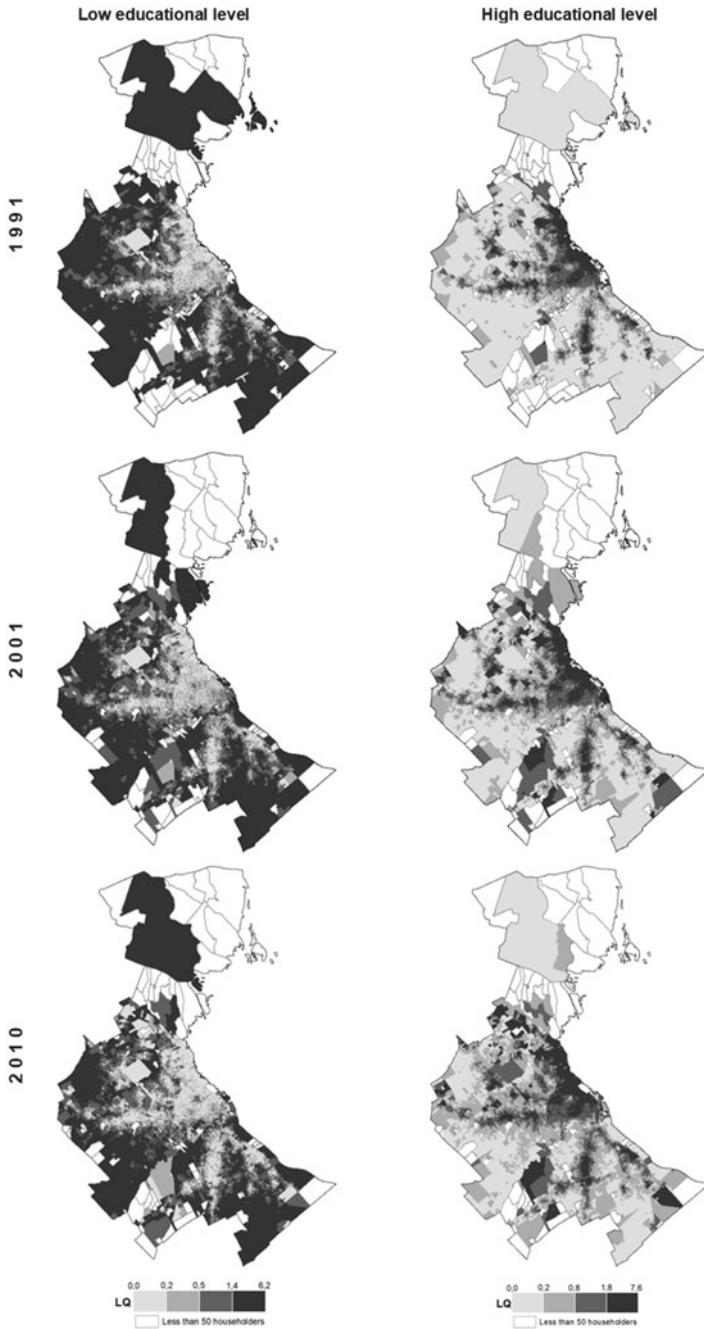 Low educational level
High educational level
1991
2001
2010
0,0 0,2 0,5 1,4 6,2
LQ
Less than 50 householders
0,0 0,2 0,8 1,8 7,6
LQ
Less than 50 householders